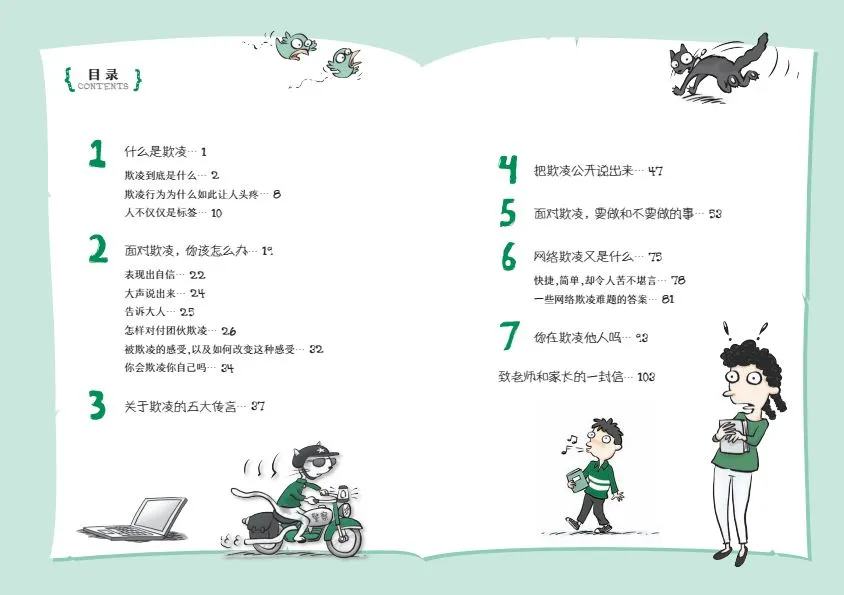 目录
CONTENTS
1 什么是欺凌… 1
欺凌到底是什么… 2
欺凌行为为什么如此让人头疼… 8
人不仅仅是标签… 10
2 面对欺凌，你该怎么办… 19
表现出自信… 22
大声说出来… 24
告诉大人… 25
怎样对付团伙欺凌… 26
被欺凌的感受,以及如何改变这种感受… 32
你会欺凌你自己吗… 34
3 关于欺凌的五大传言… 37
4 把欺凌公开说出来… 47
5 面对欺凌，要做和不要做的事… 53
6 网络欺凌又是什么… 75
快捷,简单,却令人苦不堪言… 78
一些网络欺凌难题的答案… 81
7 你在欺凌他人吗… 93
致老师和家长的一封信… 103